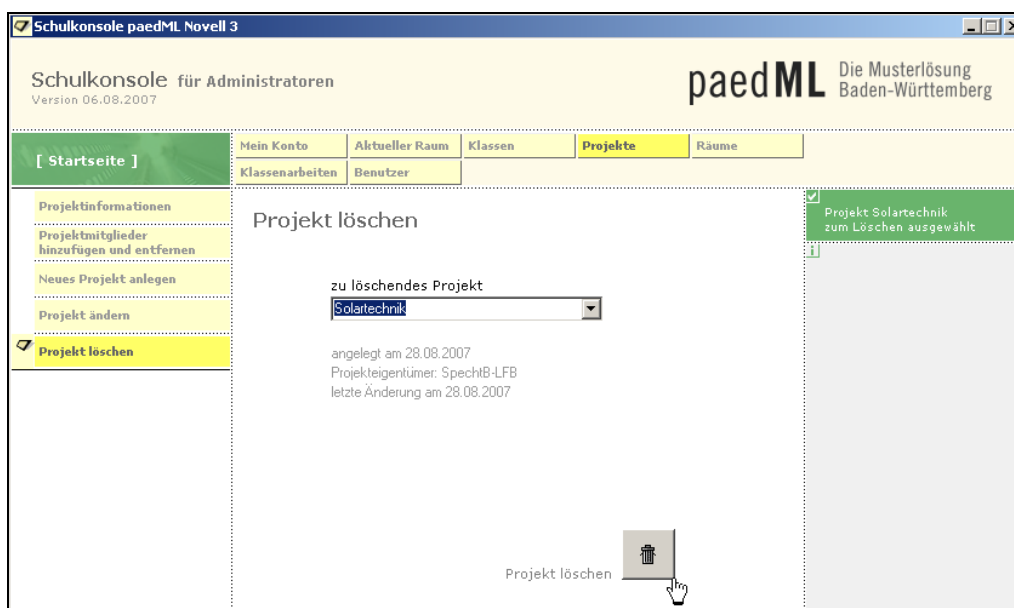 Schulkonsole paedML Novell 3
Schulkonsole für Administratoren
Version 06.08.2007
paedML Die Musterlösung
Baden-Württemberg
[ Startseite ]
Mein Konto Aktueller Raum Klassen Projekte Räume
Klassenarbeiten Benutzer
Projektinformationen
Projektmitglieder
hinzufügen und entfernen
Neues Projekt anlegen
Projekt ändern
Projekt löschen
Projekt löschen
zu löschendes Projekt
Solartechnik
angelegt am 28.08.2007
Projekteigentümer: SpechtB-LFB
letzte Änderung am 28.08.2007
Projekt löschen
Projekt Solartechnik
zum Löschen ausgewählt
i